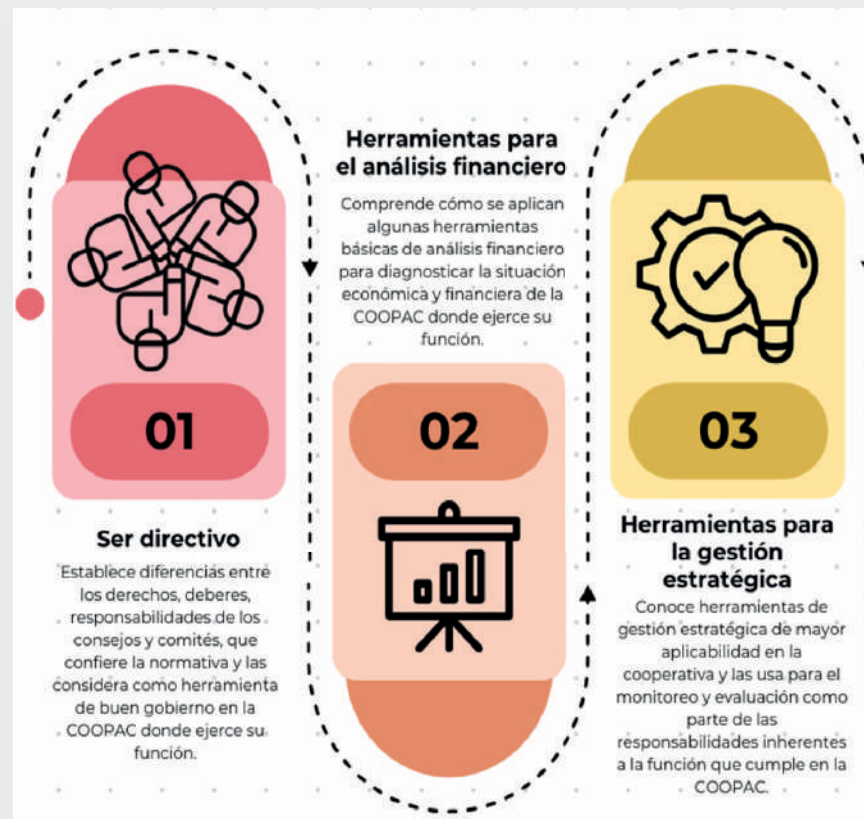 01
Ser directivo
Establece diferencias entre
los derechos, deberes,
responsabilidades de los
consejos y comités, que
confiere la normativa y las
considera como herramienta
de buen gobierno en la
COOPAC donde ejerce su
función.
Herramientas para
el análisis financiero
Comprende cómo se aplican
algunas herramientas
básicas de análisis financiero
para diagnosticar la situación
económica y financiera de la
COOPAC donde ejerce su
función.
02
03
Herramientas para
la gestión
estratégica
Conoce herramientas de
gestión estratégica de mayor
aplicabilidad en la
cooperativa y las usa para el
monitoreo y evaluación como
parte de las
responsabilidades inherentes
a la función que cumple en la
COOPAC.